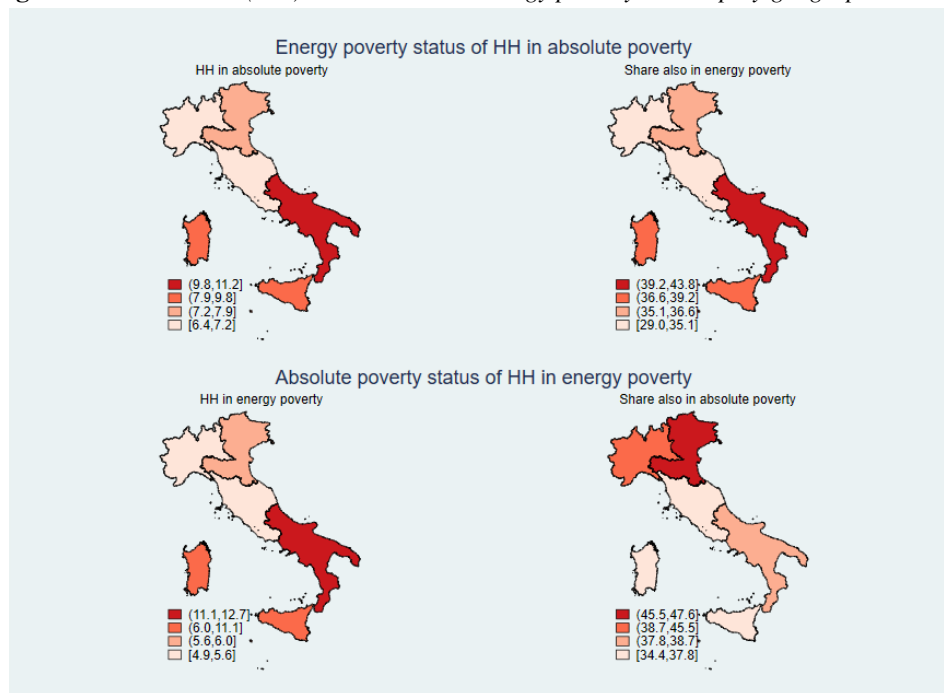 Energy poverty status of HH in absolute poverty
HH in absolute poverty
Share also in energy poverty
(9.8,11.2]
(7.9,9.8]
(7.2,7.9]
[6.4,7.2]
(39.2,43.8]
(36.6,39.2]
(35.1,36.6]
[29.0,35.1]
Absolute poverty status of HH in energy poverty
HH in energy poverty
Share also in absolute poverty
(11.1,12.7]
(6.0,11.1]
(5.6,6.0]
[4.9,5.6]
(45.5,47.6]
(38.7,45.5]
(37.8,38.7]
[34.4,37.8]